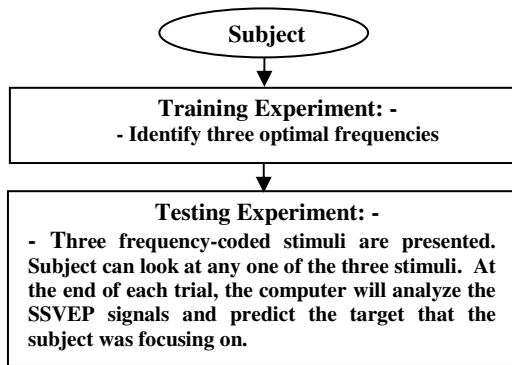 Subject
Training Experiment: -
- Identify three optimal frequencies
Testing Experiment: -
- Three frequency-coded stimuli are presented.
Subject can look at any one of the three stimuli. At
the end of each trial, the computer will analyze the
SSVEP signals and predict the target that the
subject was focusing on.